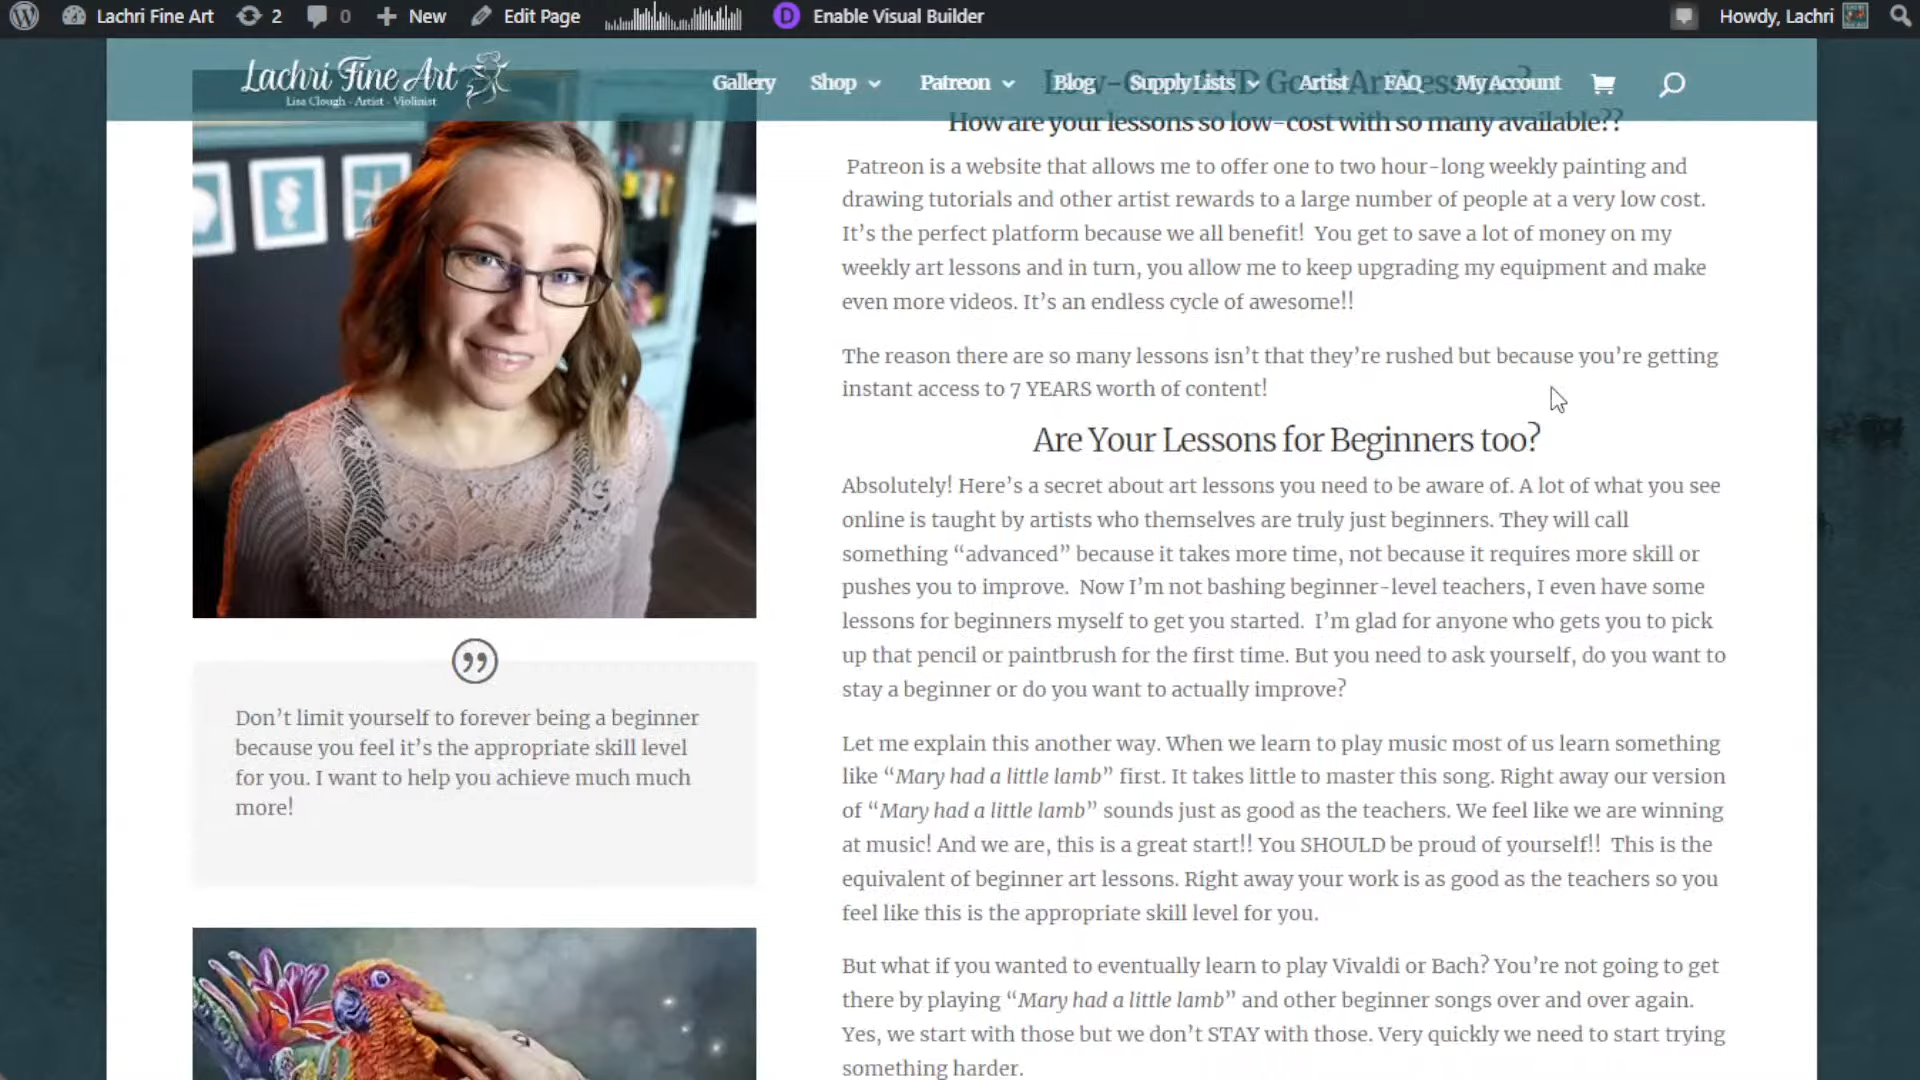 Lachri Fine Art
2
0
New
Edit Page
Enable Visual Builder
Howdy, Lachri
Lachri Fine Art
Lisa Clough - Artist - Violinist
Gallery
Shop
Patreon
Blog
Supply Lists
Artist
FAQ
My Account
Low-Cost AND Good Art Lessons?
How are your lessons so low-cost with so many available??
Patreon is a website that allows me to offer one to two hour-long weekly painting and
drawing tutorials and other artist rewards to a large number of people at a very low cost.
It’s the perfect platform because we all benefit!  You get to save a lot of money on my
weekly art lessons and in turn, you allow me to keep upgrading my equipment and make
even more videos. It’s an endless cycle of awesome!!
The reason there are so many lessons isn’t that they’re rushed but because you’re getting
instant access to 7 YEARS worth of content!
Are Your Lessons for Beginners too?
Absolutely! Here’s a secret about art lessons you need to be aware of. A lot of what you see
online is taught by artists who themselves are truly just beginners. They will call
something “advanced” because it takes more time, not because it requires more skill or
pushes you to improve.  Now I’m not bashing beginner-level teachers, I even have some
lessons for beginners myself to get you started.  I’m glad for anyone who gets you to pick
up that pencil or paintbrush for the first time. But you need to ask yourself, do you want to
stay a beginner or do you want to actually improve?
Let me explain this another way. When we learn to play music most of us learn something
like “Mary had a little lamb” first. It takes little to master this song. Right away our version
of “Mary had a little lamb” sounds just as good as the teachers. We feel like we are winning
at music! And we are, this is a great start!! You SHOULD be proud of yourself!!  This is the
equivalent of beginner art lessons. Right away your work is as good as the teachers so you
feel like this is the appropriate skill level for you.
But what if you wanted to eventually learn to play Vivaldi or Bach? You’re not going to get
there by playing “Mary had a little lamb” and other beginner songs over and over again.
Yes, we start with those but we don’t STAY with those. Very quickly we need to start trying
something harder.
Don’t limit yourself to forever being a beginner
because you feel it’s the appropriate skill level
for you. I want to help you achieve much much
more!